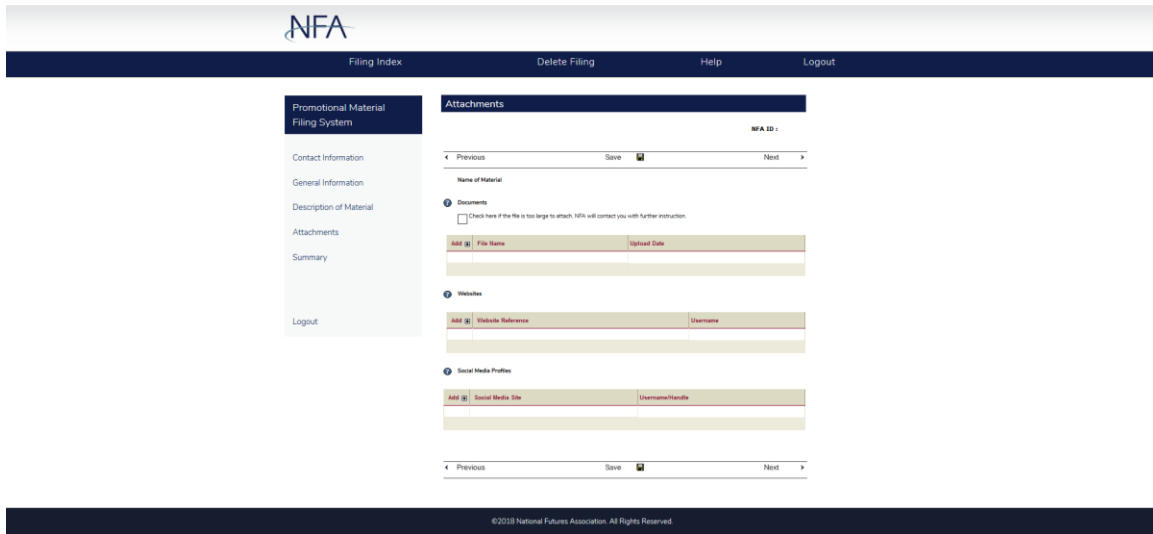 NFA
Filing Index Delete Filing Help Logout
Promotional Material
Filing System
Contact Information
General Information
Description of Material
Attachments
Summary
Logout
Attachments
NFA ID :
Previous Save Next
Name of Material
Documents
Check here if the file is too large to attach. NFA will contact you with further instruction.
Add File Name Upload Date
Websites
Add Website Reference Username
Social Media Profiles
Add Social Media Site Username/Handle
Previous Save Next
©2018 National Futures Association. All Rights Reserved.